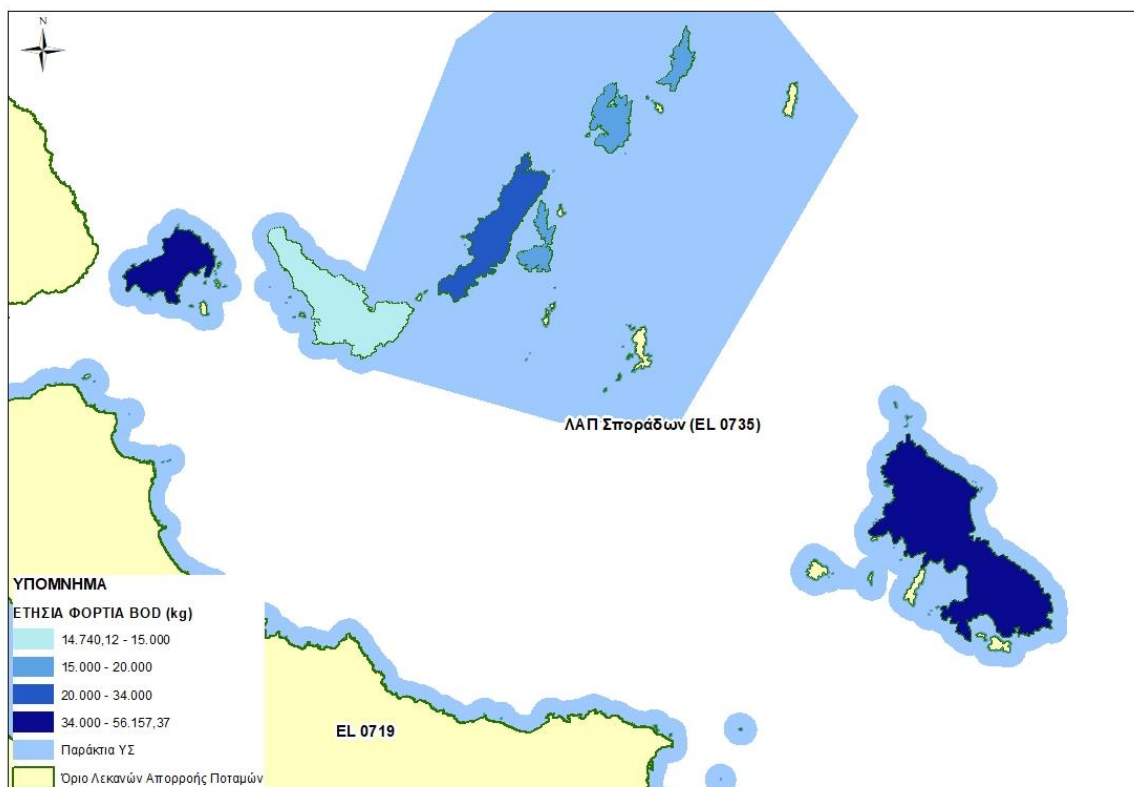 N
ΛΑΠ Σποράδων (EL 0735)
ΥΠΟΜΝΗΜΑ
ΕΤΗΣΙΑ ΦΟΡΤΙΑ BOD (kg)
14.740,12 - 15.000
15.000 - 20.000
20.000 - 34.000
34.000 - 56.157,37
Παράκτια ΥΣ
Όριο Λεκανών Απορροής Ποταμών
EL 0719